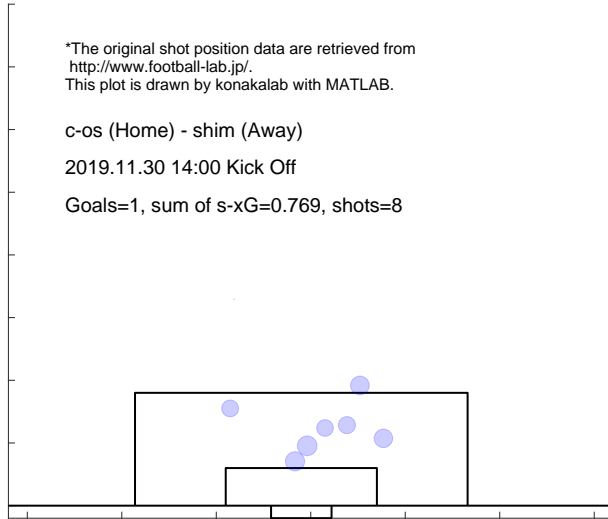 *The original shot position data are retrieved from
http://www.football-lab.jp/.
This plot is drawn by konakalab with MATLAB.
c-os (Home) - shim (Away)
2019.11.30 14:00 Kick Off
Goals=1, sum of s-xG=0.769, shots=8